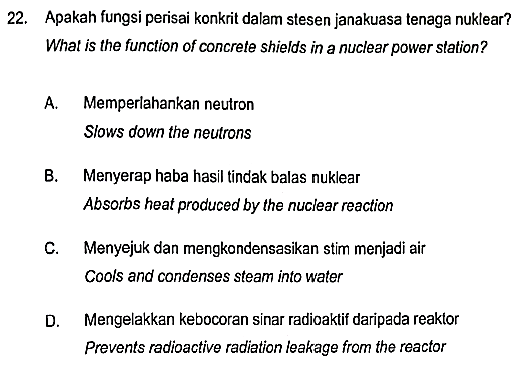 22. Apakah fungsi perisai konkrit dalam stesen janakuasa tenaga nuklear?
What is the function of concrete shields in a nuclear power station?
A. Memperlahankan neutron
Slows down the neutrons
B. Menyerap haba hasil tindak balas nuklear
Absorbs heat produced by the nuclear reaction
C. Menyejuk dan mengkondensasikan stim menjadi air
Cools and condenses steam into water
D. Mengelakkan kebocoran sinar radioaktif daripada reaktor
Prevents radioactive radiation leakage from the reactor